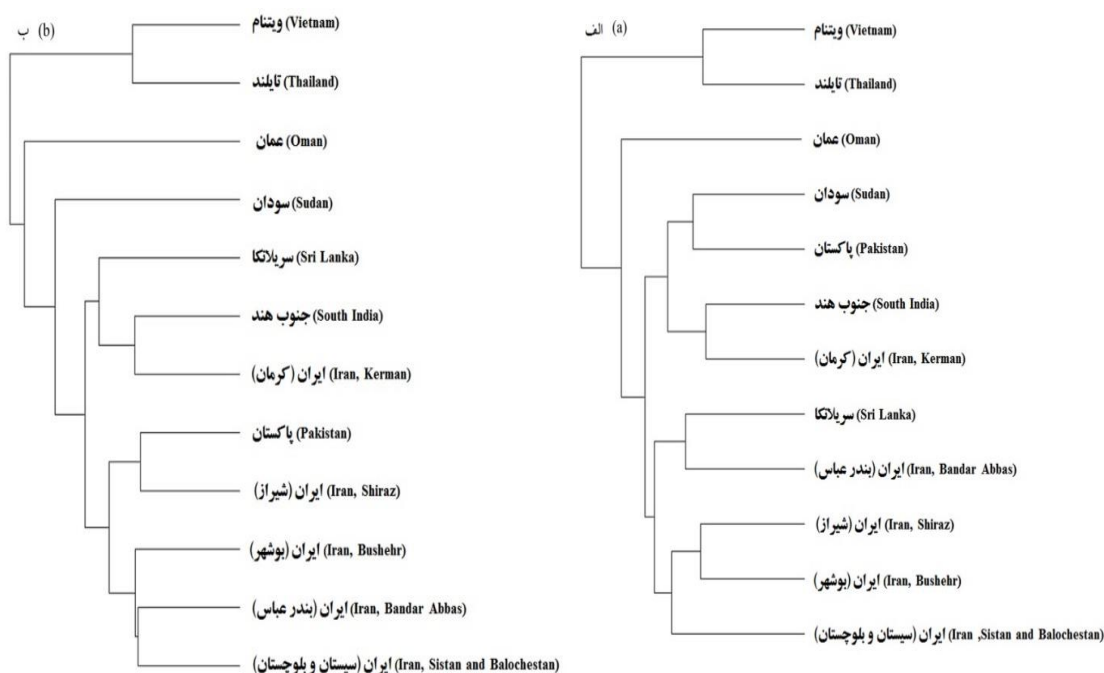 ب (b)
ویتنام (Vietnam)
تایلند (Thailand)
عمان (Oman)
سودان (Sudan)
سریلانکا (Sri Lanka)
جنوب هند (South India)
ایران (کرمان) (Iran, Kerman)
پاکستان (Pakistan)
ایران (شیراز) (Iran, Shiraz)
ایران (بوشهر) (Iran, Bushehr)
ایران (بندر عباس) (Iran, Bandar Abbas)
ایران (سیستان و بلوچستان) (Iran, Sistan and Balochestan)
الف (a)
ویتنام (Vietnam)
تایلند (Thailand)
عمان (Oman)
سودان (Sudan)
پاکستان (Pakistan)
جنوب هند (South India)
ایران (کرمان) (Iran, Kerman)
سریلانکا (Sri Lanka)
ایران (بندر عباس) (Iran, Bandar Abbas)
ایران (شیراز) (Iran, Shiraz)
ایران (بوشهر) (Iran, Bushehr)
ایران (سیستان و بلوچستان) (Iran ,Sistan and Balochestan)